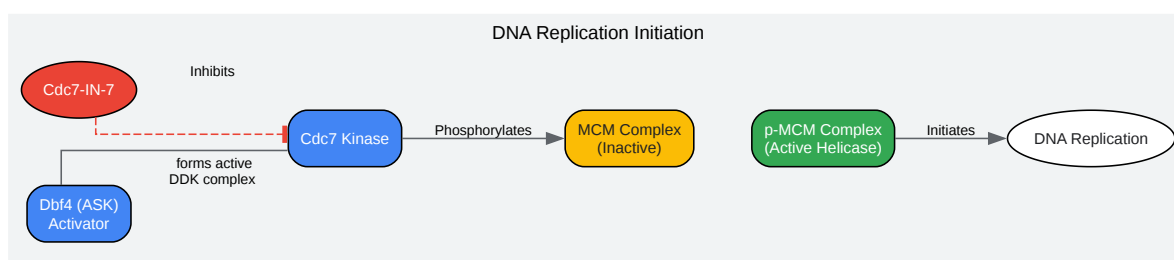 DNA Replication Initiation
Inhibits
Cdc7-IN-7
Cdc7 Kinase
Phosphorylates
MCM Complex
(Inactive)
p-MCM Complex
(Active Helicase)
Initiates
DNA Replication
forms active
DDK complex
Dbf4 (ASK)
Activator